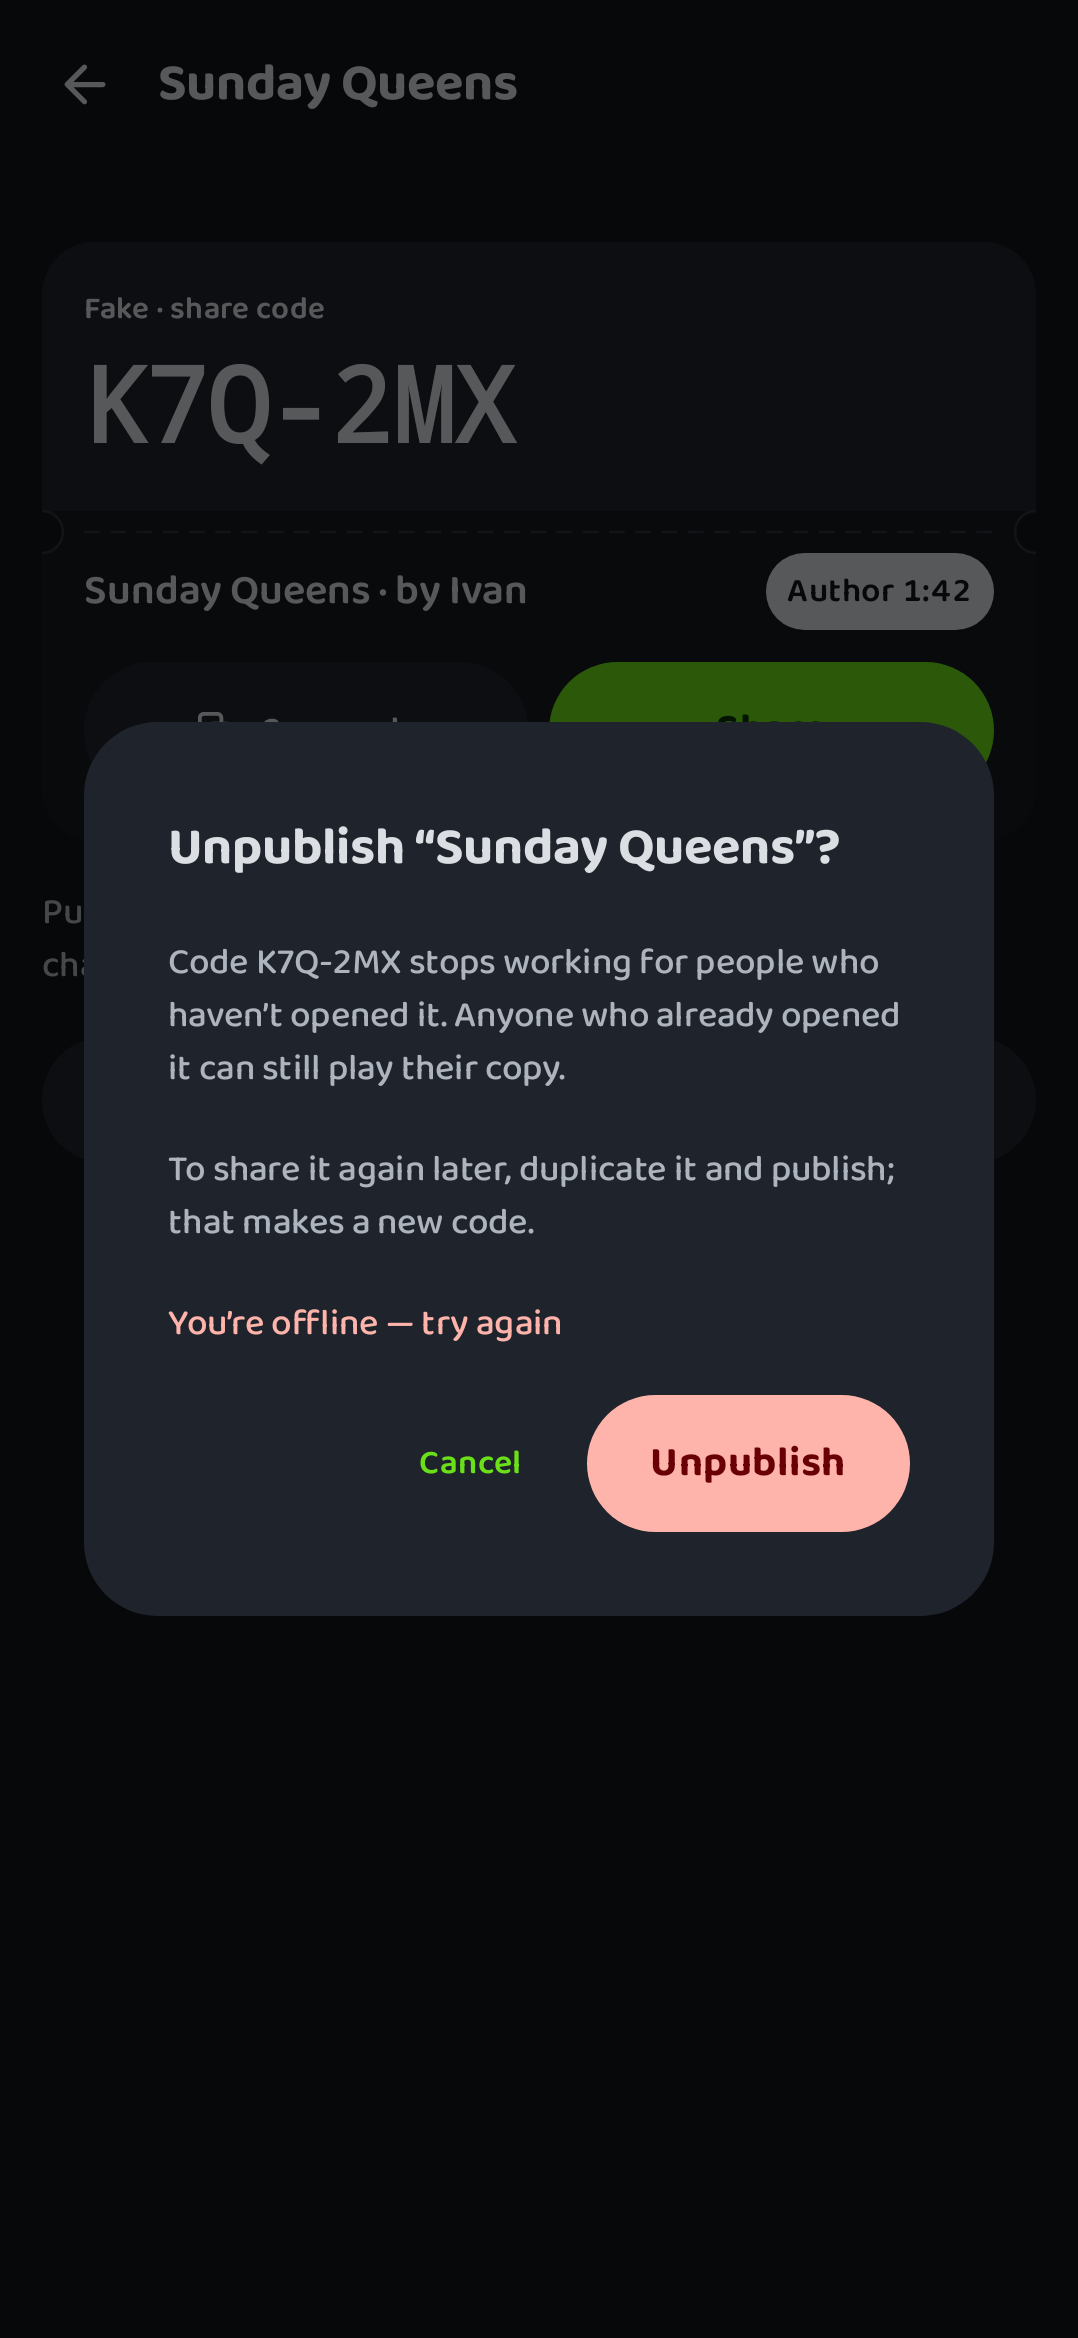 Sunday Queens
Fake · share code
K7Q-2MX
Sunday Queens · by Ivan
Author 1:42
Share
Unpublish “Sunday Queens”?
Code K7Q-2MX stops working for people who
haven’t opened it. Anyone who already opened
it can still play their copy.
To share it again later, duplicate it and publish;
that makes a new code.
You’re offline — try again
Cancel
Unpublish